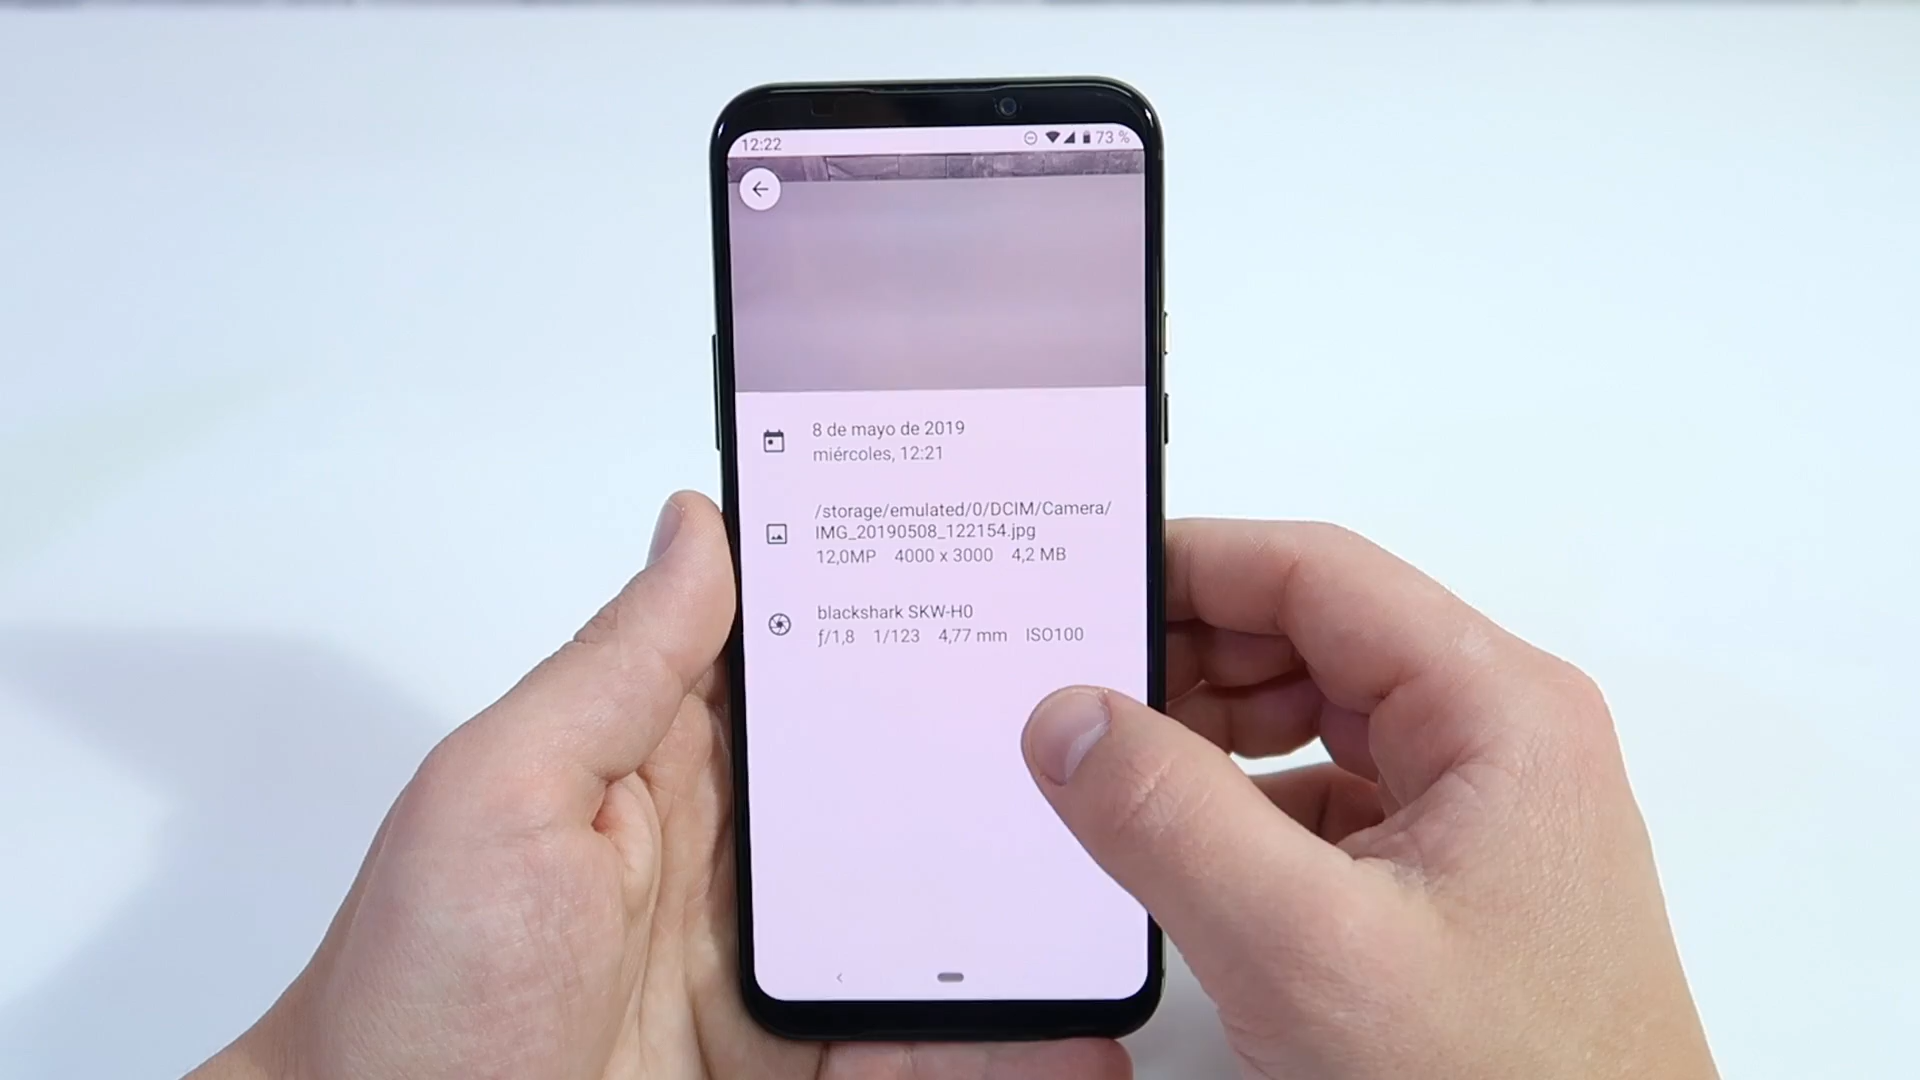 12:22
73 %
8 de mayo de 2019
miércoles, 12:21
/storage/emulated/0/DCIM/Camera/
IMG_20190508_122154.jpg
12,0MP 4000 x 3000 4,2 MB
blackshark SKW-H0
ƒ/1,8 1/123 4,77 mm ISO100